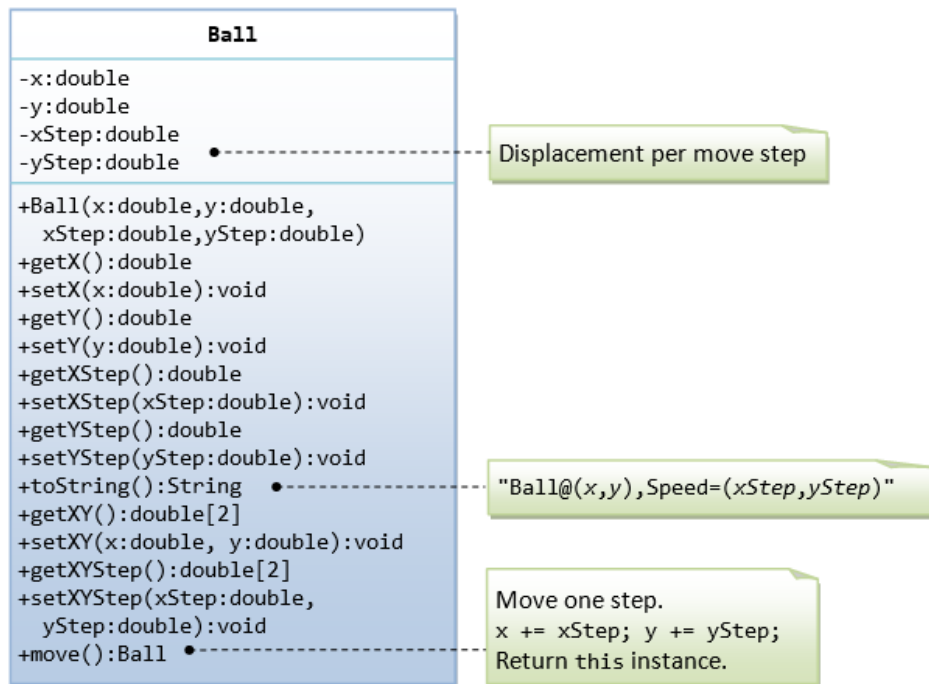 Ball
-x:double
-y:double
-xStep:double
-yStep:double
Displacement per move step
+Ball(x:double,y:double,
xStep:double,yStep:double)
+getX():double
+setX(x:double):void
+getY():double
+setY(y:double):void
+getXStep():double
+setXStep(xStep:double):void
+getYStep():double
+setYStep(yStep:double):void
+toString():String
"Ball@(x,y),Speed=(xStep,yStep)"
+getXY():double[2]
+setXY(x:double, y:double):void
+getXYStep():double[2]
+setXYStep(xStep:double,
yStep:double):void
+move():Ball
Move one step.
x += xStep; y += yStep;
Return this instance.